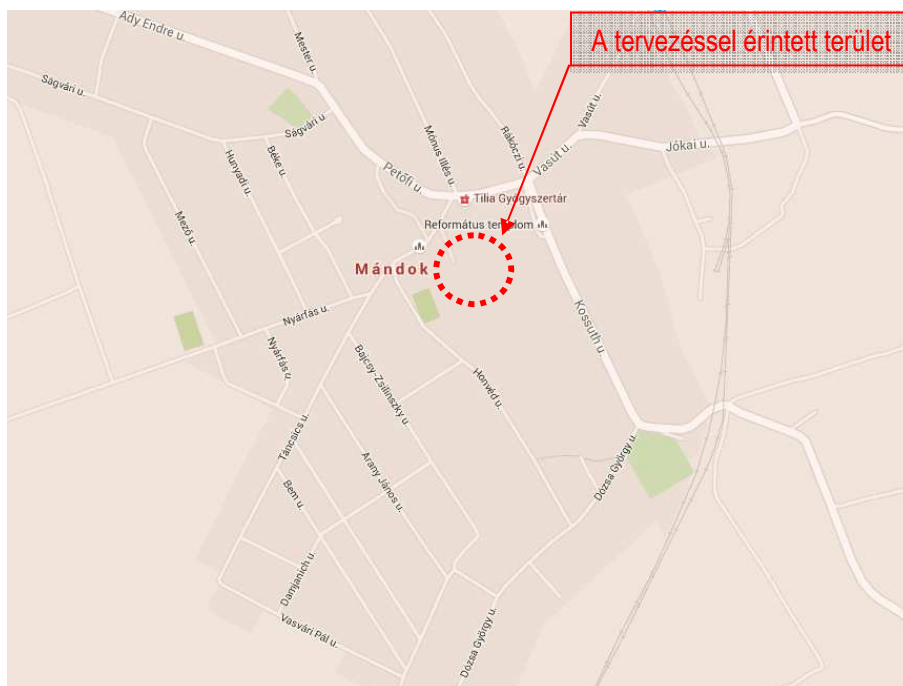 Ady Endre u.
A tervezéssel érintett terület
Mester u.
Ságvári u.
Ságvári u.
Vasút u.
Mónus Illés u.
Rákóczi u.
Vasút u.
Jókai u.
Hunyadi u.
Béke u.
Petőfi u.
Tilia Gyógyszertár
Mező u.
Református templom
Mándok
Nyárfás u.
Kossuth u.
Nyárfás u.
Bajcsy-Zsilinszky u.
Honvéd u.
Táncsics u.
Arany János u.
Dózsa György u.
Bem u.
Damjanich u.
Vasvári Pál u.
Dózsa György u.